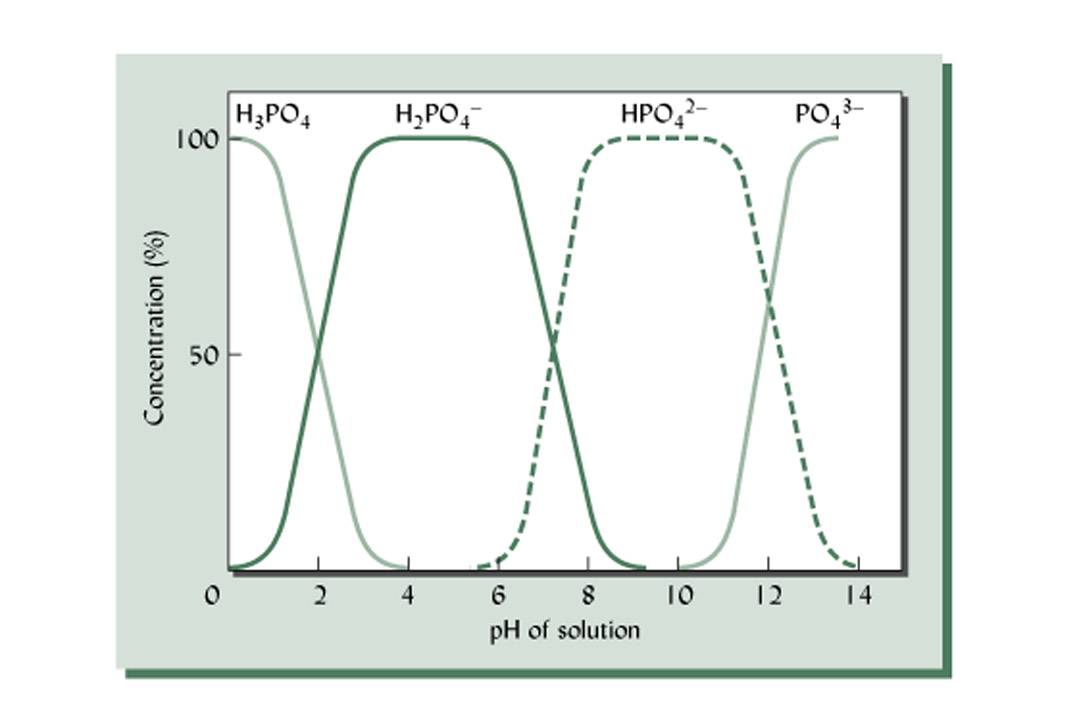 H₃PO₄ H₂PO₄⁻ HPO₄²⁻ PO₄³⁻
100
50
Concentration (%)
0 2 4 6 8 10 12 14
pH of solution